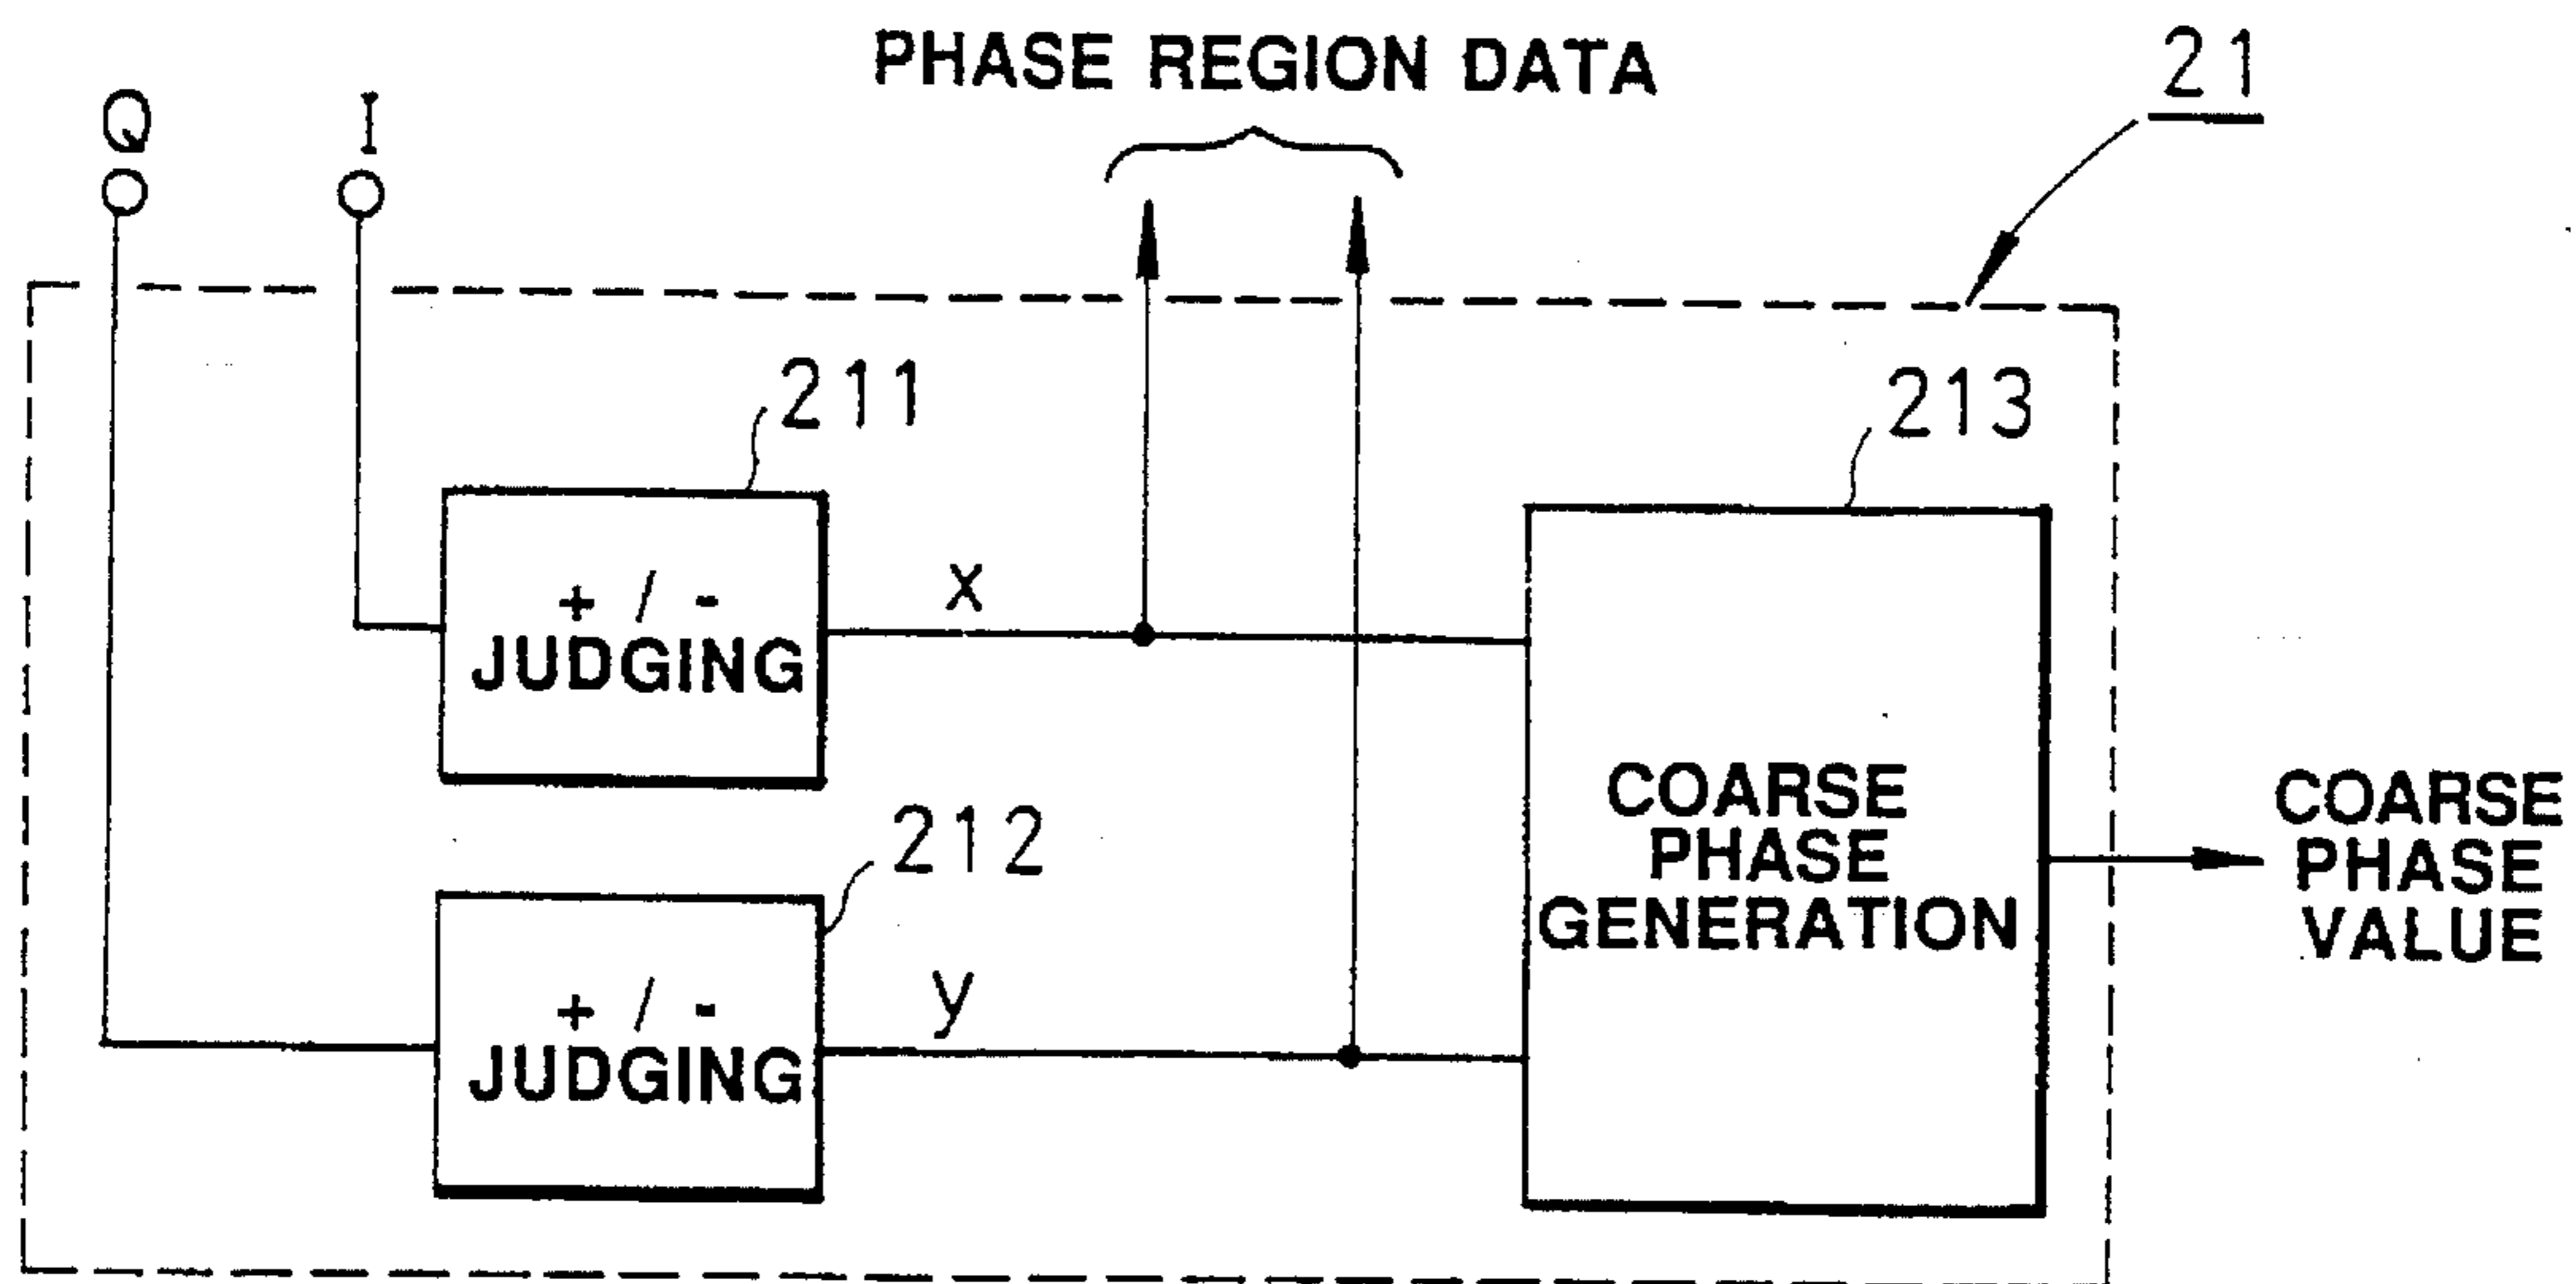 PHASE REGION DATA
21
Q
I
211
213
+ / -
JUDGING
x
COARSE
PHASE
GENERATION
COARSE
PHASE
VALUE
212
+ / -
JUDGING
y